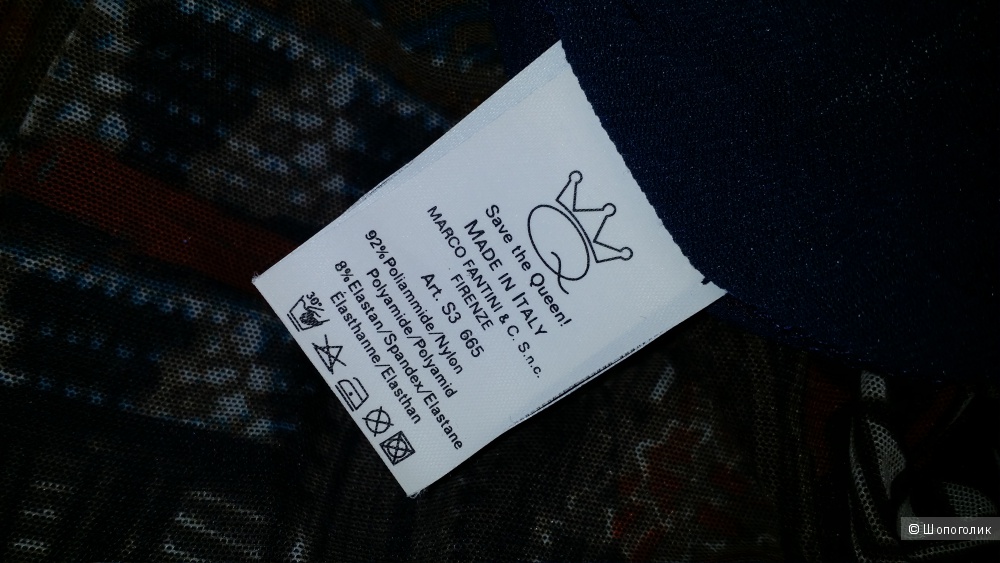 Save the Queen!
MADE IN ITALY
MARCO FANTINI & C. S.n.c.
FIRENZE
Art. S3 665
92%Poliammide/Nylon
Polyamide/Polyamid
8%Elastan/Spandex/Elastane
Élasthanne/Elasthan
30°
© Шопоголик